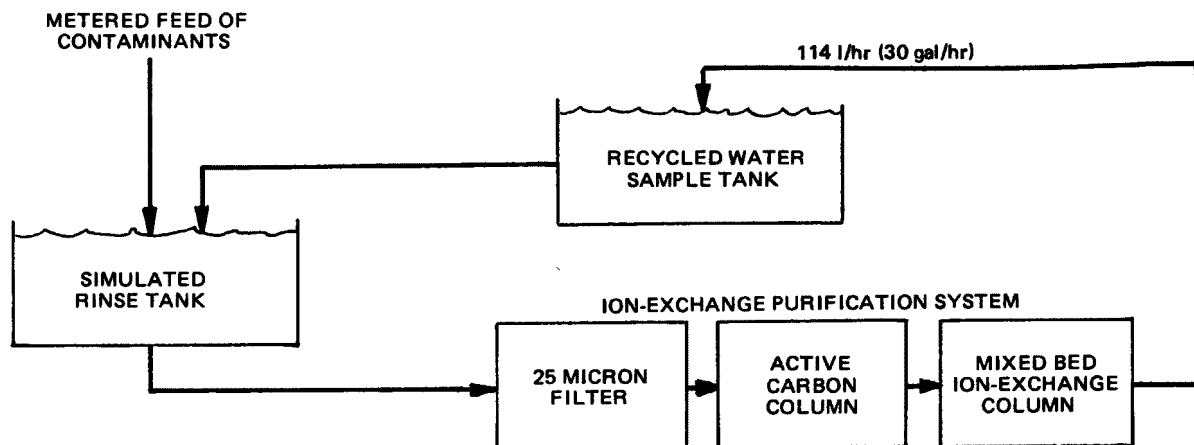 METERED FEED OF
CONTAMINANTS
114 l/hr (30 gal/hr)
RECYCLED WATER
SAMPLE TANK
SIMULATED
RINSE TANK
ION-EXCHANGE PURIFICATION SYSTEM
25 MICRON
FILTER
ACTIVE
CARBON
COLUMN
MIXED BED
ION-EXCHANGE
COLUMN